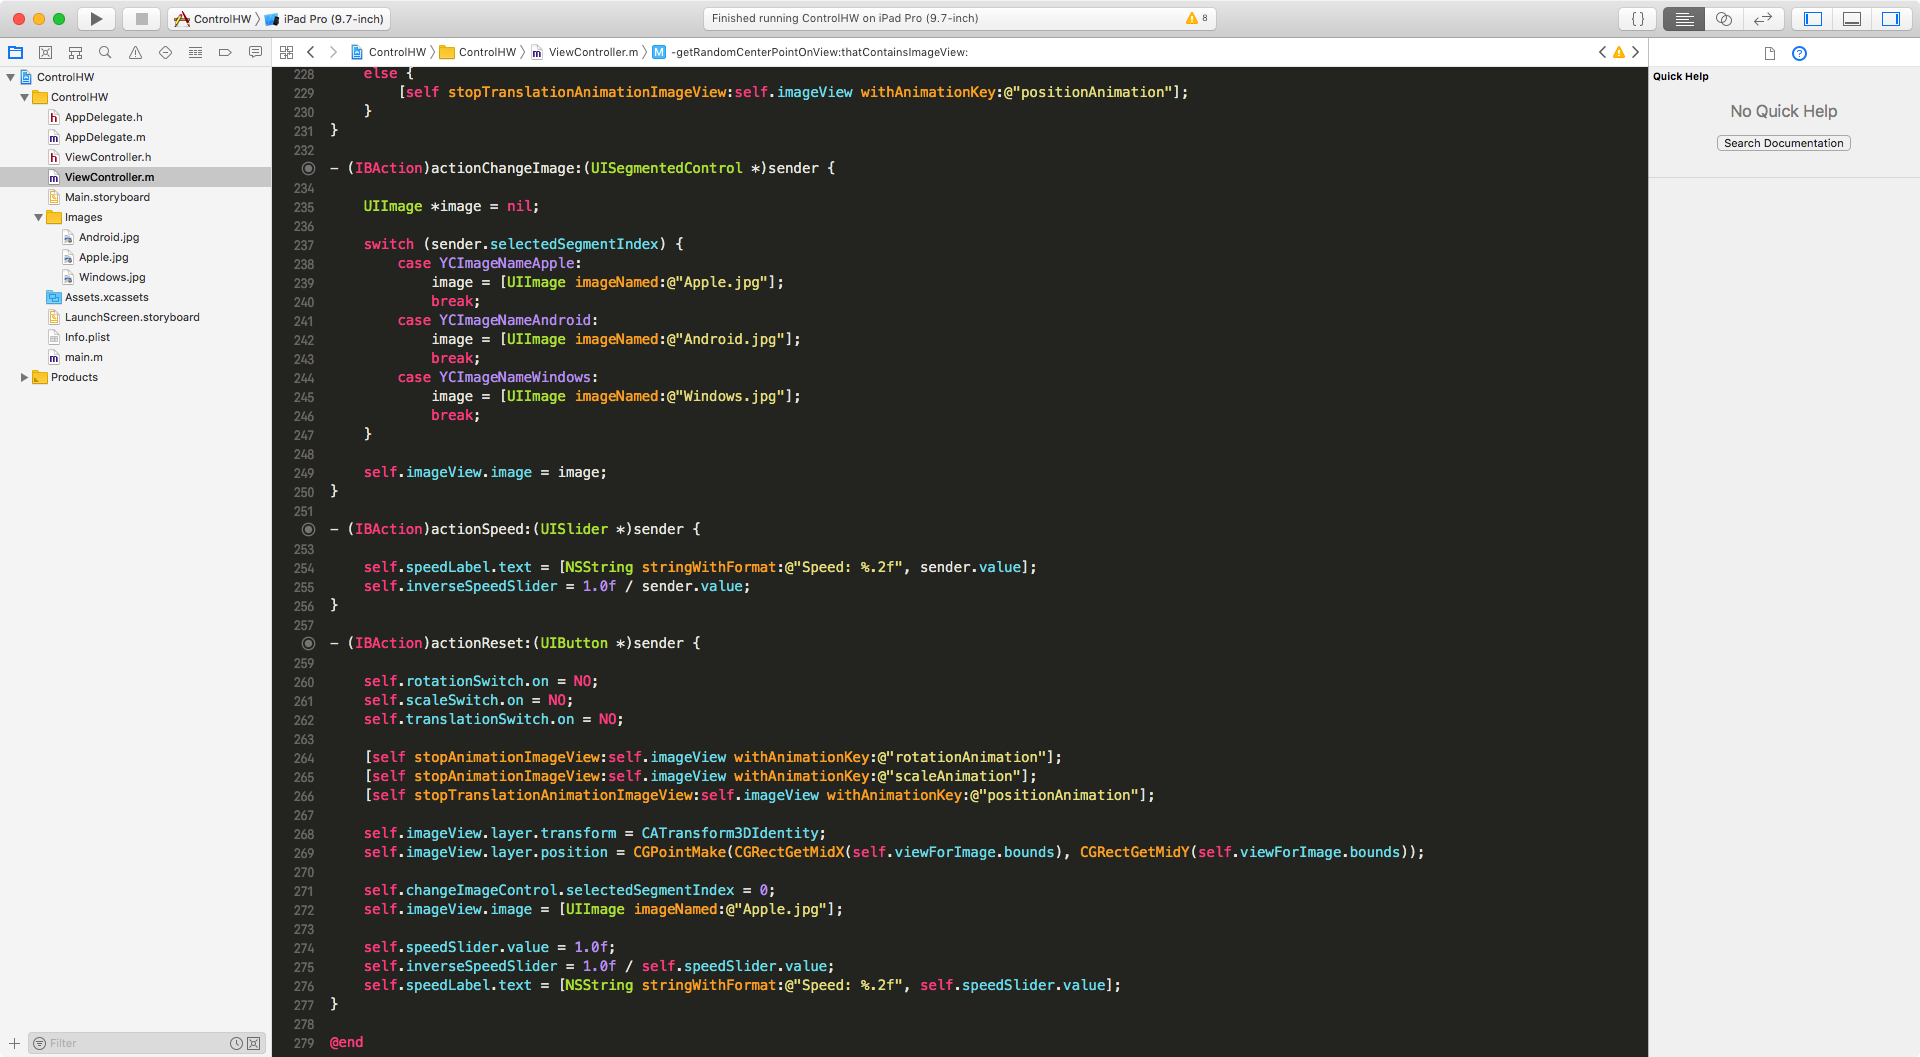 ControlHW 〉 iPad Pro (9.7-inch)
Finished running ControlHW on iPad Pro (9.7-inch)
8
{ }
ControlHW 〉 ControlHW 〉 ViewController.m 〉 M -getRandomCenterPointOnView:thatContainsImageView:
ControlHW
ControlHW
h AppDelegate.h
m AppDelegate.m
h ViewController.h
m ViewController.m
Main.storyboard
Images
Android.jpg
Apple.jpg
Windows.jpg
Assets.xcassets
LaunchScreen.storyboard
Info.plist
m main.m
Products
Filter
228     else {
229         [self stopTranslationAnimationImageView:self.imageView withAnimationKey:@"positionAnimation"];
230     }
231 }
232
- (IBAction)actionChangeImage:(UISegmentedControl *)sender {
234
235     UIImage *image = nil;
236
237     switch (sender.selectedSegmentIndex) {
238         case YCImageNameApple:
239             image = [UIImage imageNamed:@"Apple.jpg"];
240             break;
241         case YCImageNameAndroid:
242             image = [UIImage imageNamed:@"Android.jpg"];
243             break;
244         case YCImageNameWindows:
245             image = [UIImage imageNamed:@"Windows.jpg"];
246             break;
247     }
248
249     self.imageView.image = image;
250 }
251
- (IBAction)actionSpeed:(UISlider *)sender {
253
254     self.speedLabel.text = [NSString stringWithFormat:@"Speed: %.2f", sender.value];
255     self.inverseSpeedSlider = 1.0f / sender.value;
256 }
257
- (IBAction)actionReset:(UIButton *)sender {
259
260     self.rotationSwitch.on = NO;
261     self.scaleSwitch.on = NO;
262     self.translationSwitch.on = NO;
263
264     [self stopAnimationImageView:self.imageView withAnimationKey:@"rotationAnimation"];
265     [self stopAnimationImageView:self.imageView withAnimationKey:@"scaleAnimation"];
266     [self stopTranslationAnimationImageView:self.imageView withAnimationKey:@"positionAnimation"];
267
268     self.imageView.layer.transform = CATransform3DIdentity;
269     self.imageView.layer.position = CGPointMake(CGRectGetMidX(self.viewForImage.bounds), CGRectGetMidY(self.viewForImage.bounds));
270
271     self.changeImageControl.selectedSegmentIndex = 0;
272     self.imageView.image = [UIImage imageNamed:@"Apple.jpg"];
273
274     self.speedSlider.value = 1.0f;
275     self.inverseSpeedSlider = 1.0f / self.speedSlider.value;
276     self.speedLabel.text = [NSString stringWithFormat:@"Speed: %.2f", self.speedSlider.value];
277 }
278
279 @end
Quick Help
No Quick Help
Search Documentation